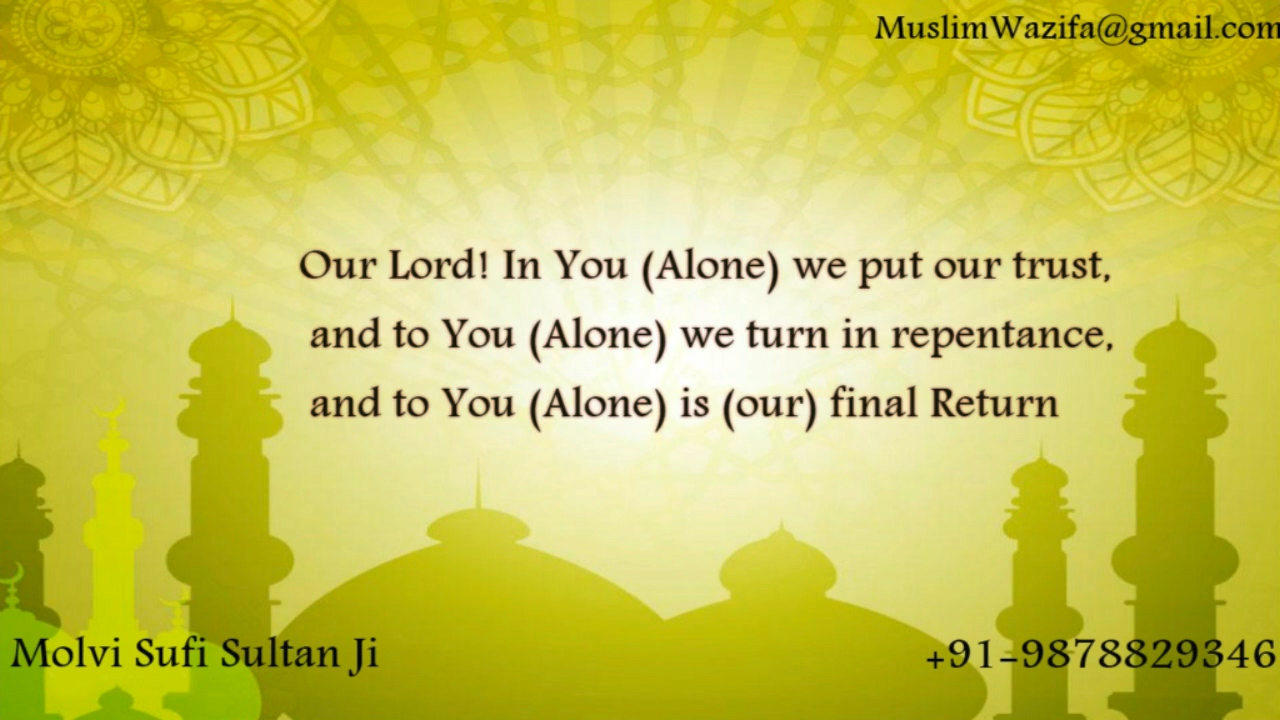 MuslimWazifa@gmail.com
Our Lord! In You (Alone) we put our trust,
and to You (Alone) we turn in repentance,
and to You (Alone) is (our) final Return
Molvi Sufi Sultan Ji
+91-9878829346